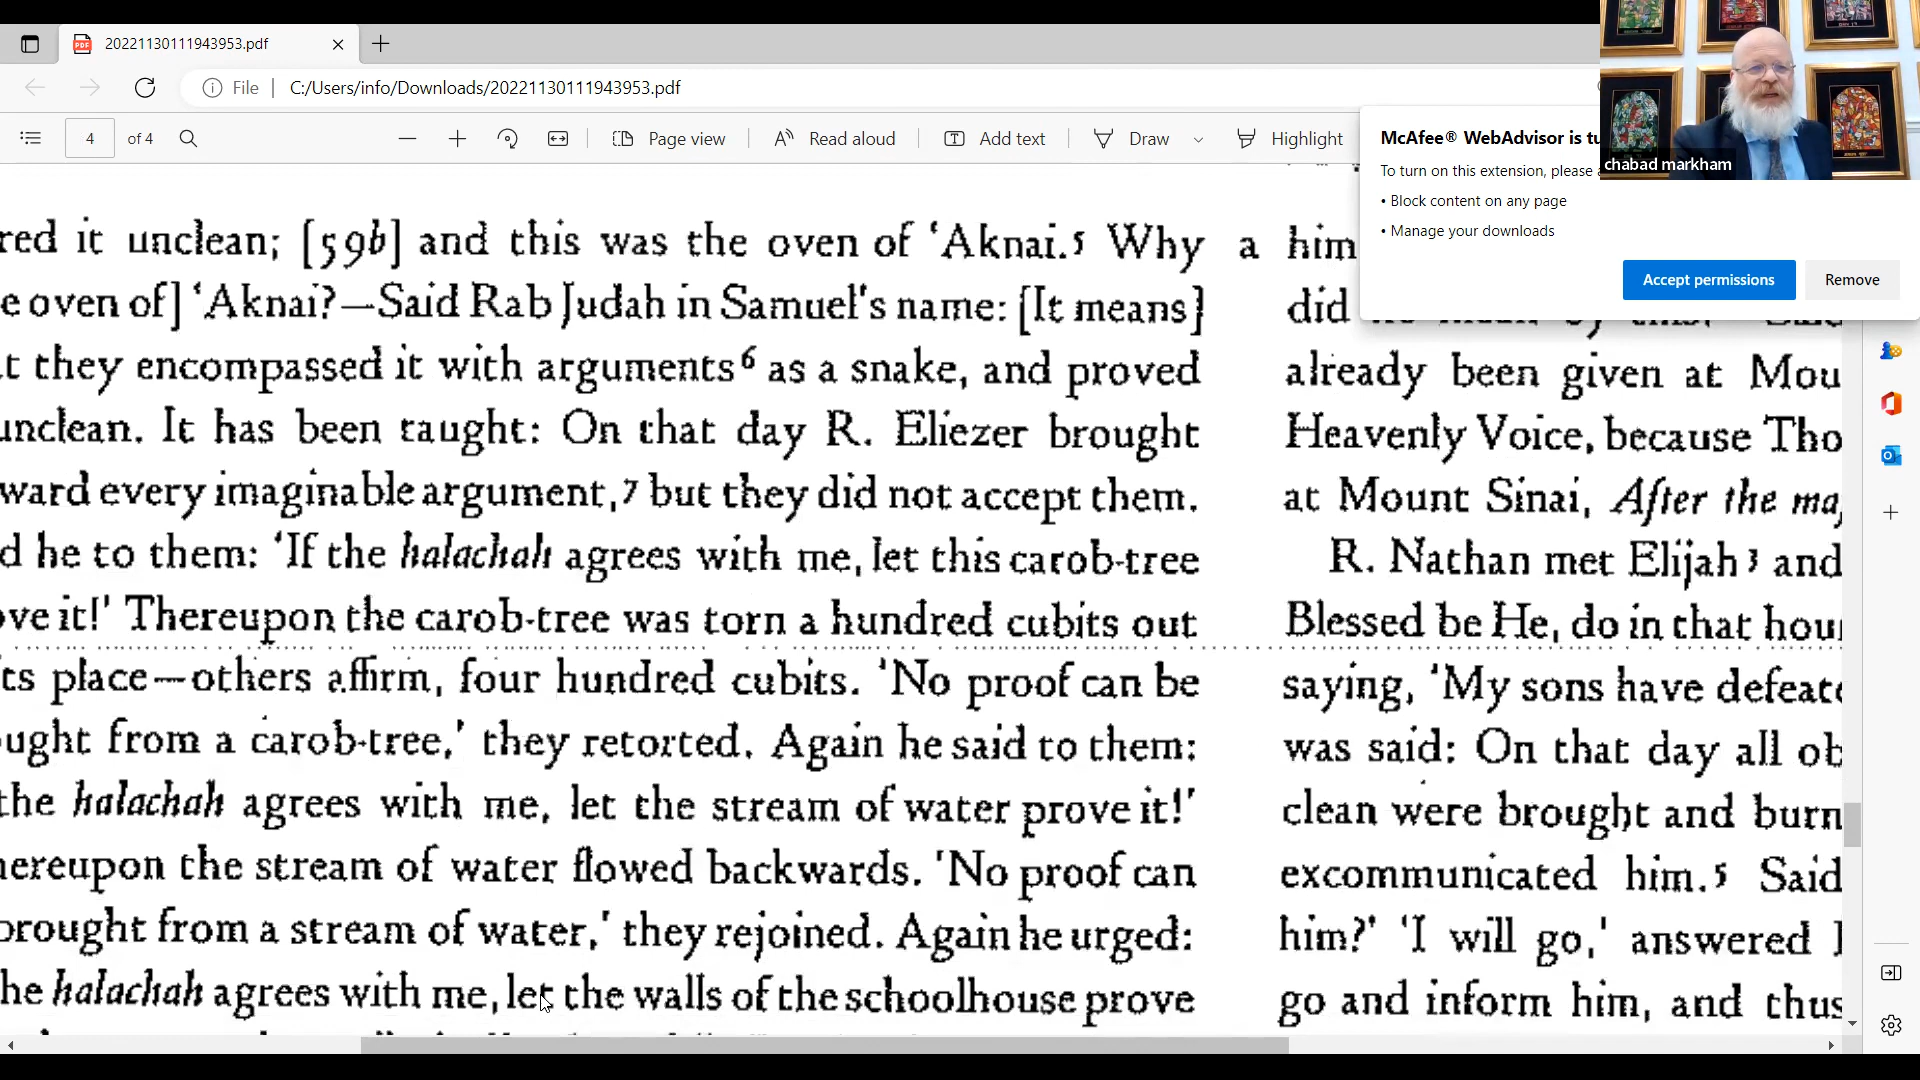 20221130111943953.pdf
File
C:/Users/info/Downloads/20221130111943953.pdf
4 of 4
Page view
Read aloud
Add text
Draw
Highlight
McAfee® WebAdvisor is tu
To turn on this extension, please a
• Block content on any page
• Manage your downloads
Accept permissions
Remove
chabad markham
red it unclean; [59b] and this was the oven of 'Aknai.5 Why
e oven of] 'Aknai?—Said Rab Judah in Samuel's name: [It means]
t they encompassed it with arguments6 as a snake, and proved
unclean. It has been taught: On that day R. Eliezer brought
ward every imaginable argument,7 but they did not accept them.
d he to them: 'If the halachah agrees with me, let this carob-tree
ove it!' Thereupon the carob-tree was torn a hundred cubits out
ts place—others affirm, four hundred cubits. 'No proof can be
ought from a carob-tree,' they retorted. Again he said to them:
the halachah agrees with me, let the stream of water prove it!'
hereupon the stream of water flowed backwards. 'No proof can
brought from a stream of water,' they rejoined. Again he urged:
he halachah agrees with me, let the walls of the schoolhouse prove
a
him
did
already been given at Mou
Heavenly Voice, because Tho
at Mount Sinai, After the ma
R. Nathan met Elijah3 and
Blessed be He, do in that hou
saying, 'My sons have defeate
was said: On that day all ob
clean were brought and burn
excommunicated him.5 Said
him?' 'I will go,' answered
go and inform him, and thus